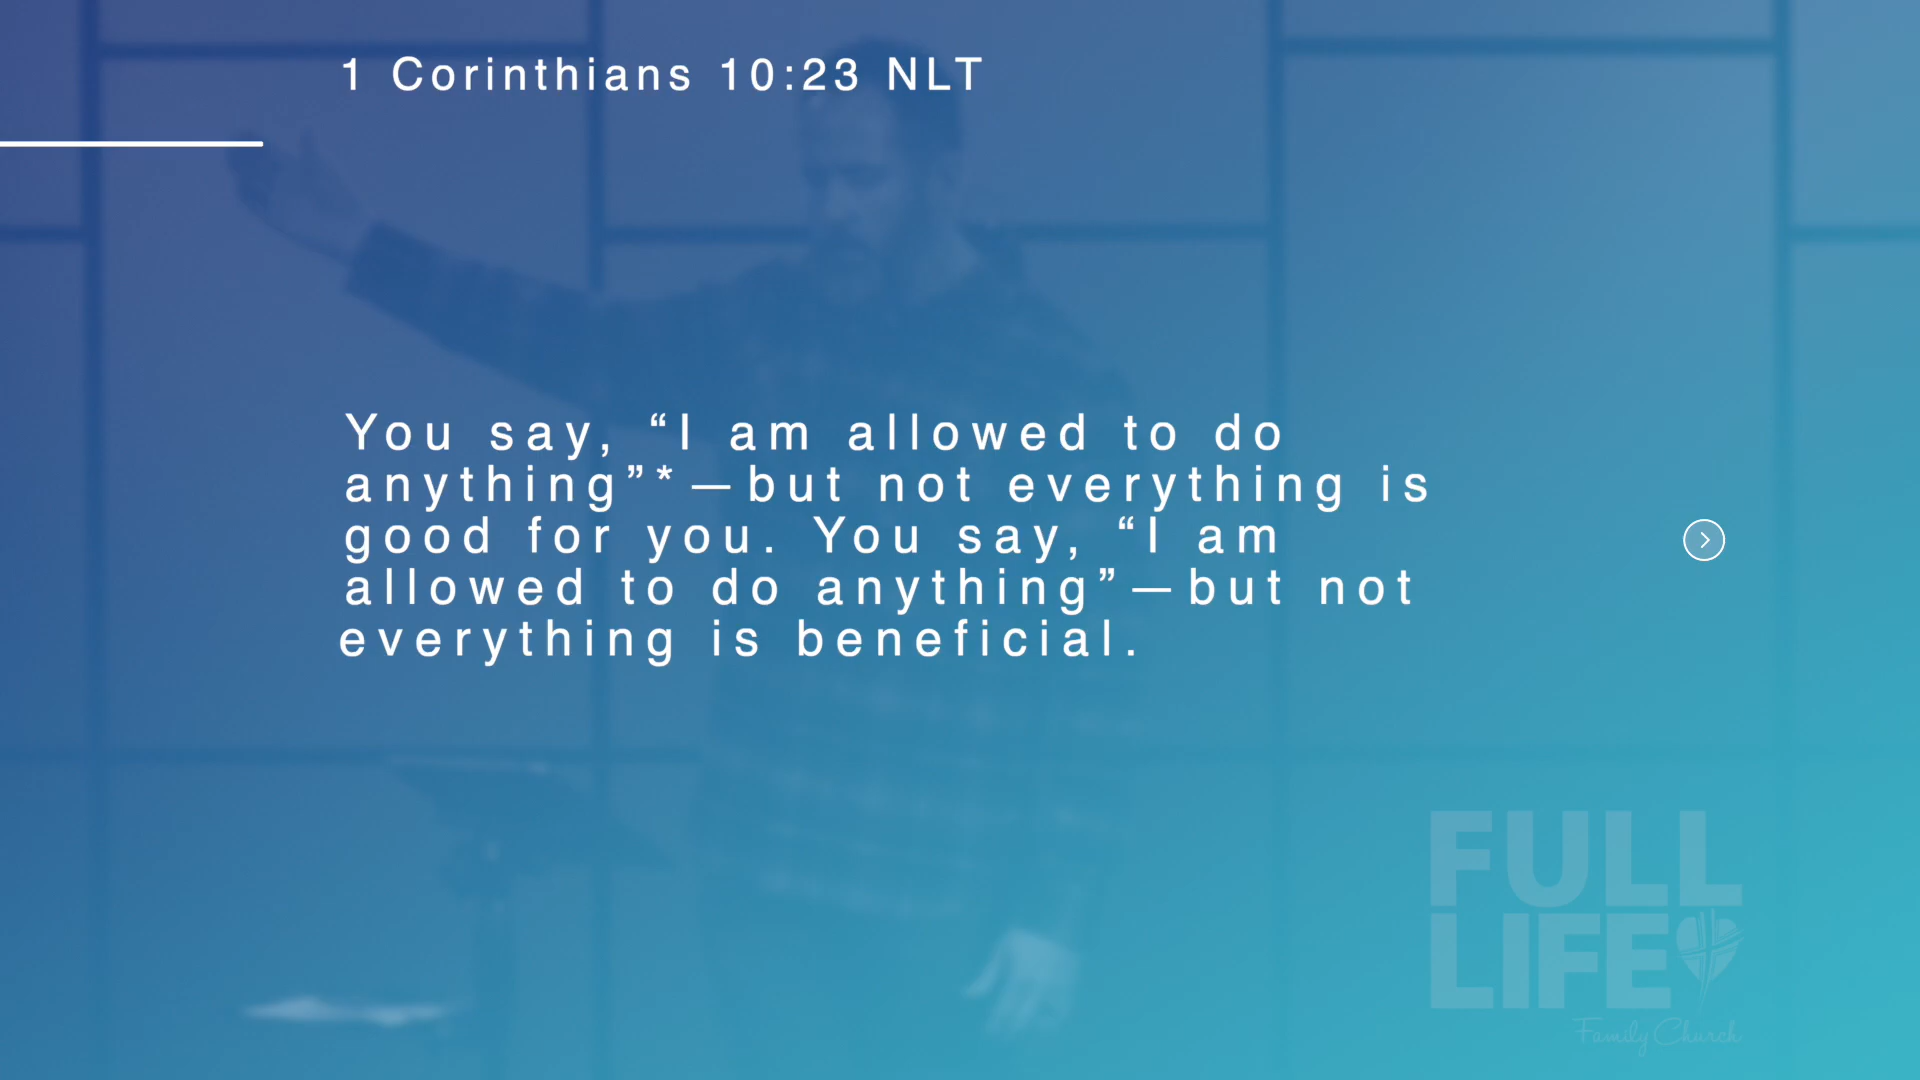 1 Corinthians 10:23 NLT
You say, “I am allowed to do
anything”*—but not everything is
good for you. You say, “I am
allowed to do anything”—but not
everything is beneficial.
FULL
LIFE
Family Church